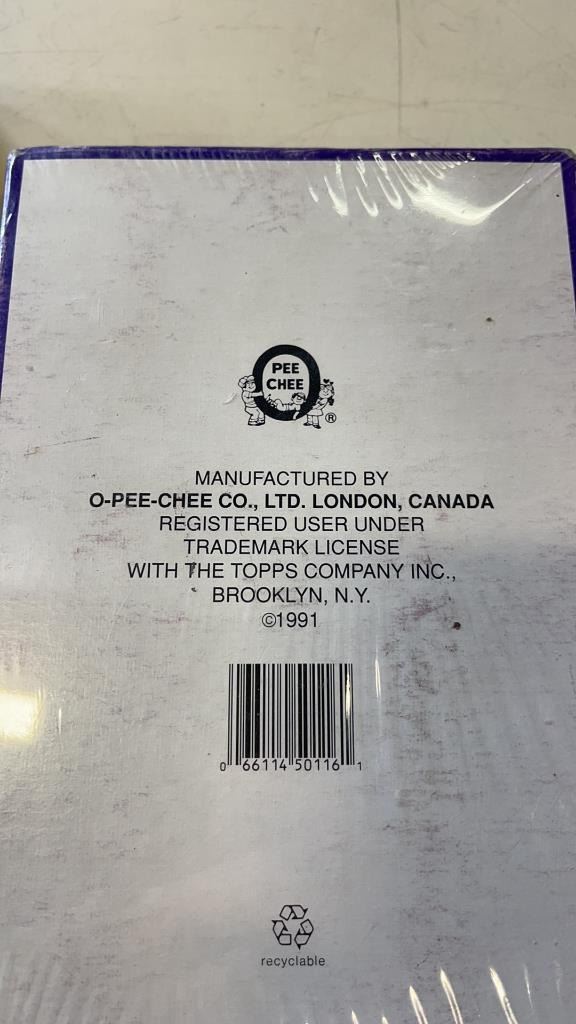 PEE
CHEE
®
MANUFACTURED BY
O-PEE-CHEE CO., LTD. LONDON, CANADA
REGISTERED USER UNDER
TRADEMARK LICENSE
WITH THE TOPPS COMPANY INC.,
BROOKLYN, N.Y.
©1991
0 66114 50116 1
recyclable